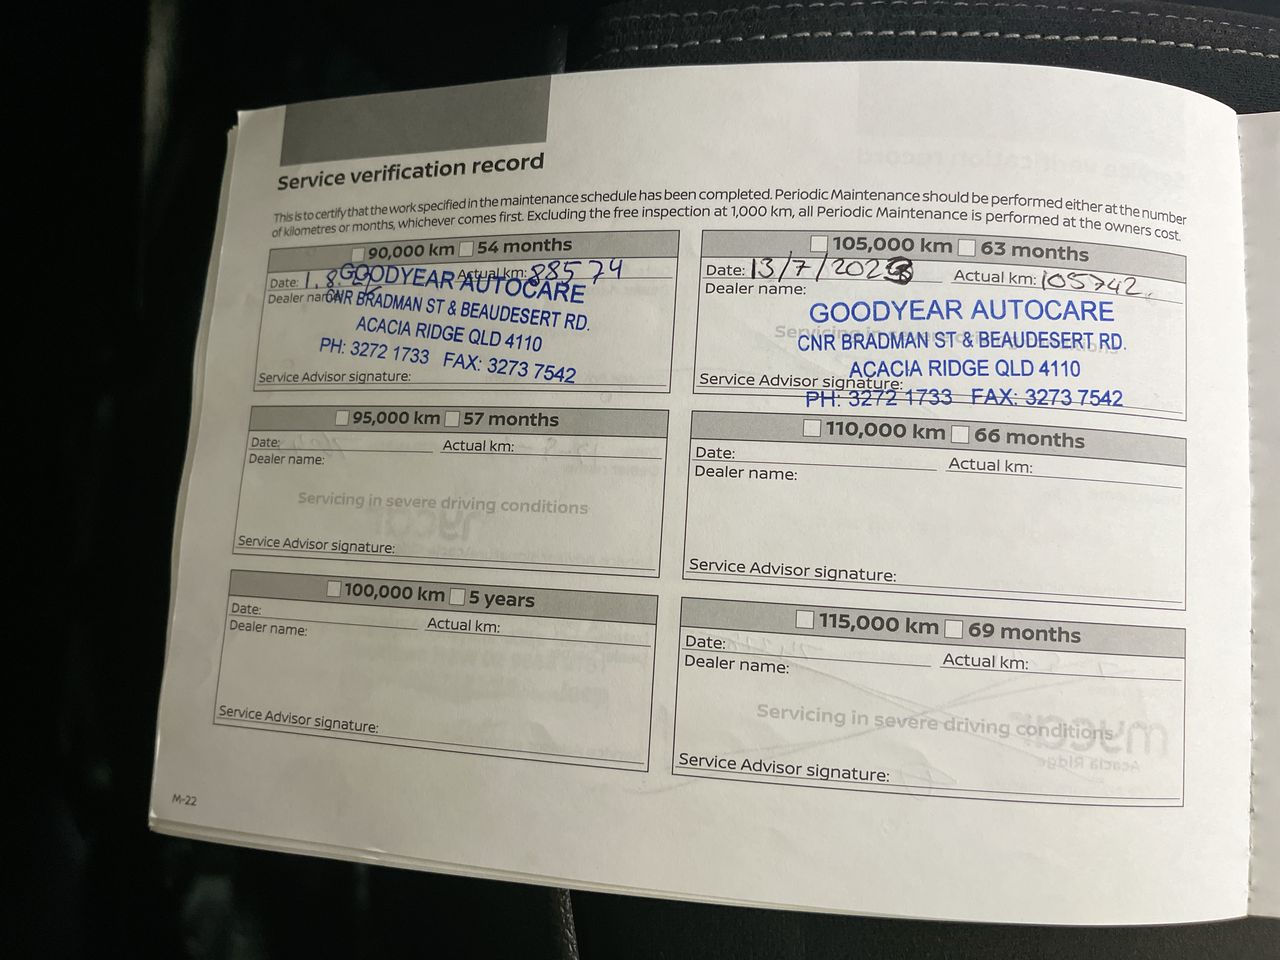 Service verification record
This is to certify that the work specified in the maintenance schedule has been completed. Periodic Maintenance should be performed either at the number
of kilometres or months, whichever comes first. Excluding the free inspection at 1,000 km, all Periodic Maintenance is performed at the owners cost.
90,000 km 54 months
Date: 1.8. Actual km: 88574
Dealer name:
GOODYEAR AUTOCARE
CNR BRADMAN ST & BEAUDESERT RD.
ACACIA RIDGE QLD 4110
PH: 3272 1733 FAX: 3273 7542
Service Advisor signature:
95,000 km 57 months
Date: Actual km:
Dealer name:
Servicing in severe driving conditions
Service Advisor signature:
100,000 km 5 years
Date: Actual km:
Dealer name:
Service Advisor signature:
105,000 km 63 months
Date: 13/7/2023 Actual km: 105742
Dealer name:
GOODYEAR AUTOCARE
Servicing in severe driving conditions
CNR BRADMAN ST & BEAUDESERT RD.
ACACIA RIDGE QLD 4110
Service Advisor signature:
PH: 3272 1733 FAX: 3273 7542
110,000 km 66 months
Date: Actual km:
Dealer name:
Service Advisor signature:
115,000 km 69 months
Date: Actual km:
Dealer name:
Servicing in severe driving conditions
Service Advisor signature:
M-22